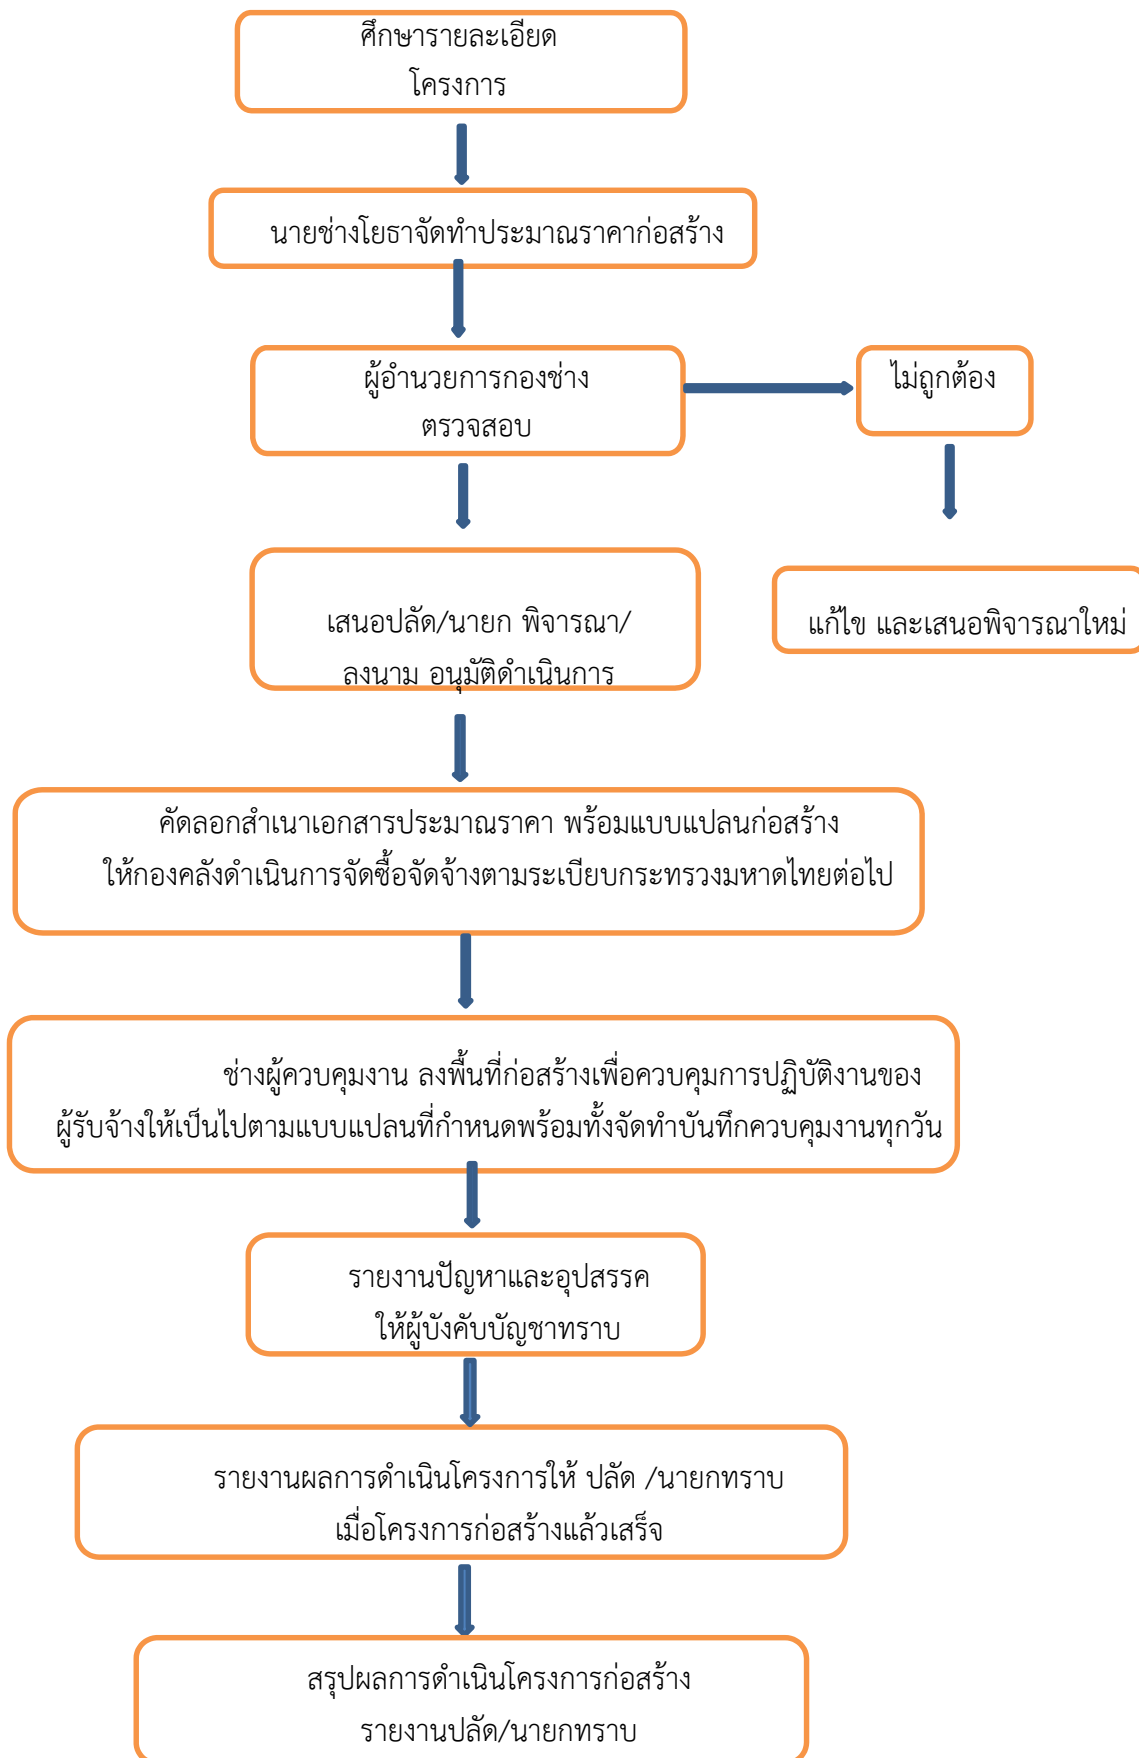 ศึกษารายละเอียด
โครงการ
นายช่างโยธาจัดทำประมาณราคาก่อสร้าง
ผู้อำนวยการกองช่าง
ตรวจสอบ
ไม่ถูกต้อง
เสนอปลัด/นายก พิจารณา/
ลงนาม อนุมัติดำเนินการ
แก้ไข และเสนอพิจารณาใหม่
คัดลอกสำเนาเอกสารประมาณราคา พร้อมแบบแปลนก่อสร้าง
ให้กองคลังดำเนินการจัดซื้อจัดจ้างตามระเบียบกระทรวงมหาดไทยต่อไป
ช่างผู้ควบคุมงาน ลงพื้นที่ก่อสร้างเพื่อควบคุมการปฏิบัติงานของ
ผู้รับจ้างให้เป็นไปตามแบบแปลนที่กำหนดพร้อมทั้งจัดทำบันทึกควบคุมงานทุกวัน
รายงานปัญหาและอุปสรรค
ให้ผู้บังคับบัญชาทราบ
รายงานผลการดำเนินโครงการให้ ปลัด /นายกทราบ
เมื่อโครงการก่อสร้างแล้วเสร็จ
สรุปผลการดำเนินโครงการก่อสร้าง
รายงานปลัด/นายกทราบ